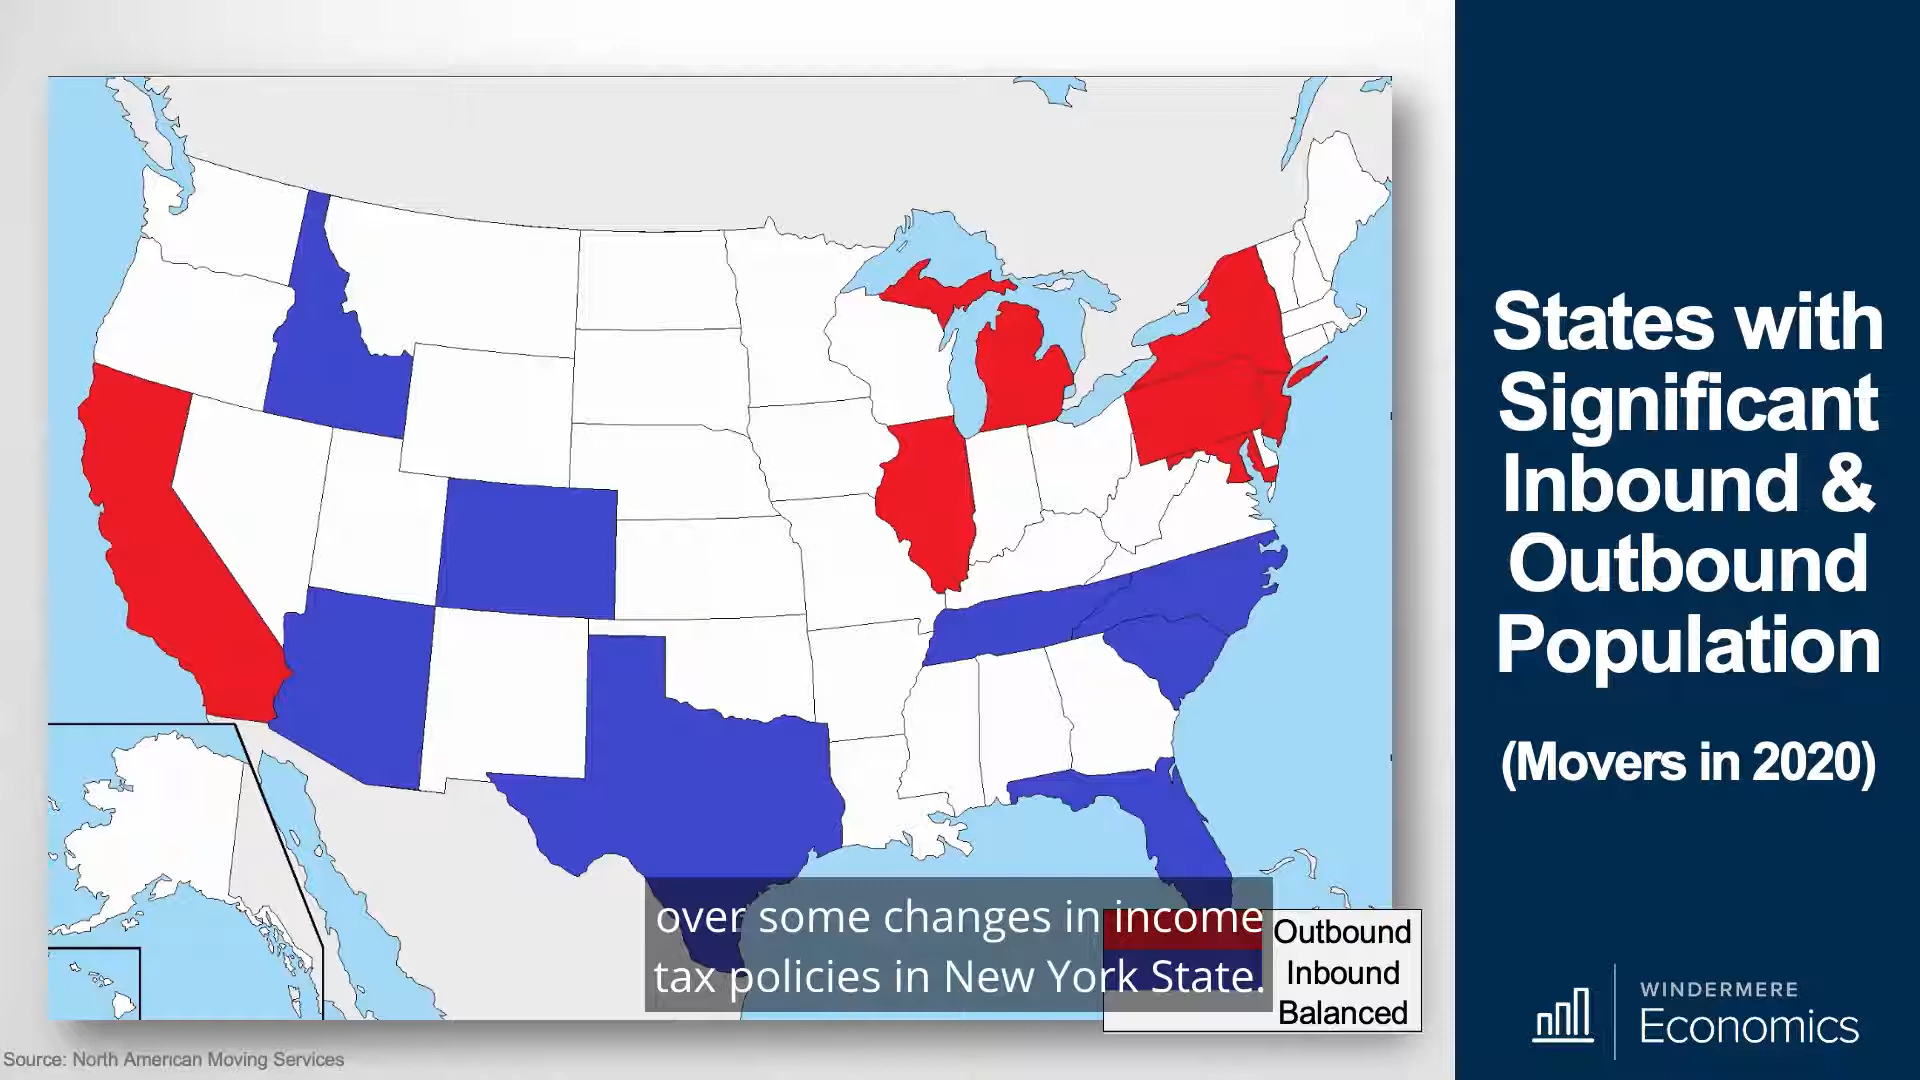 States with
Significant
Inbound &
Outbound
Population
(Movers in 2020)
over some changes in income
tax policies in New York State.
Outbound
Inbound
Balanced
WINDERMERE
Economics
Source: North American Moving Services